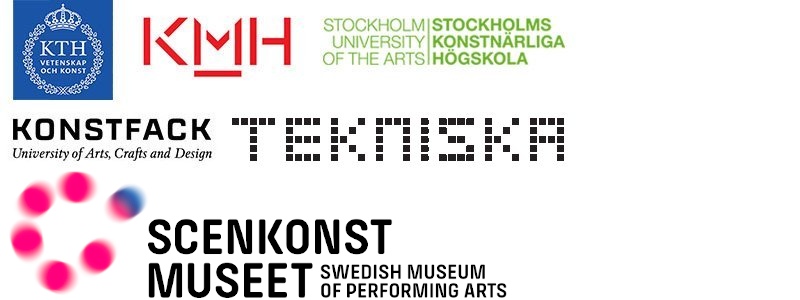 KTH
VETENSKAP
OCH KONST
KMH
STOCKHOLM
UNIVERSITY
OF THE ARTS
STOCKHOLMS
KONSTNÄRLIGA
HÖGSKOLA
KONSTFACK
University of Arts, Crafts and Design
TEKNISKA
SCENKONST
MUSEET
SWEDISH MUSEUM
OF PERFORMING ARTS